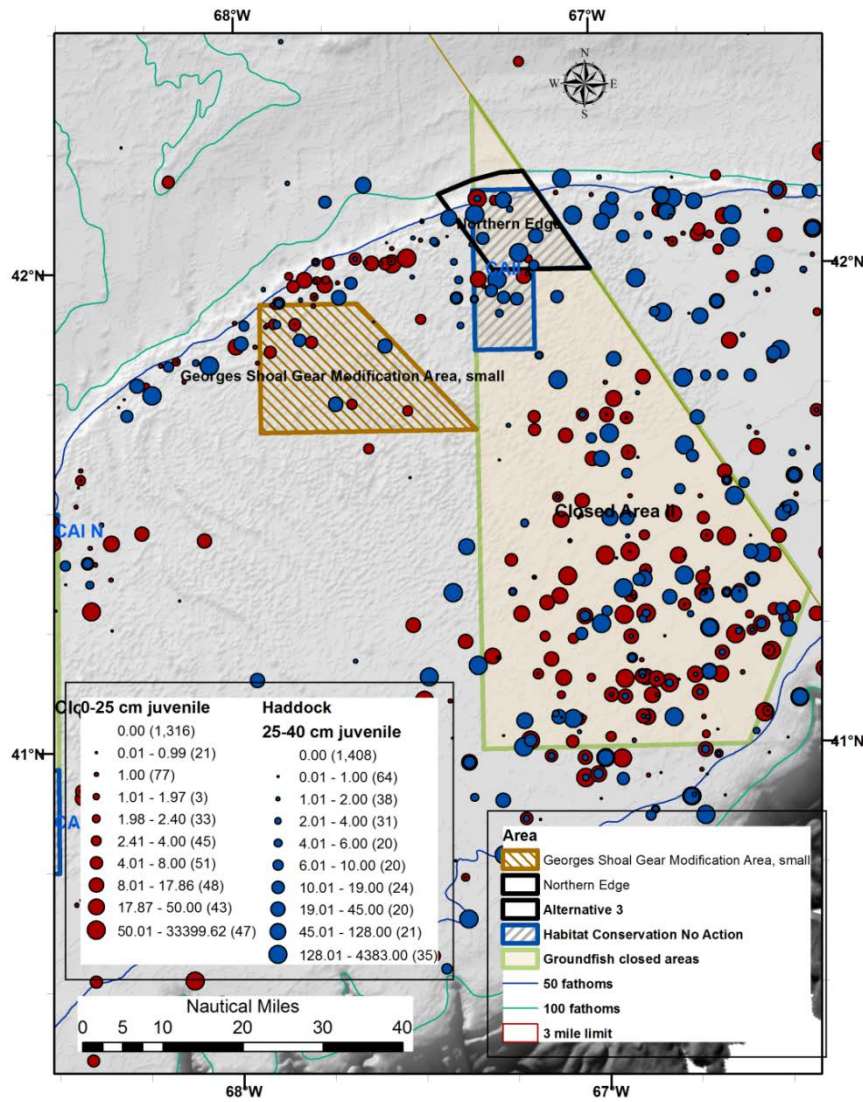 68°W 67°W
N
W E
S
Northern Edge
42°N 42°N
CAII
Georges Shoal Gear Modification Area, small
Closed Area II
CAI N
41°N 41°N
Clo
0-25 cm juvenile
0.00 (1,316)
0.01 - 0.99 (21)
1.00 (77)
1.01 - 1.97 (3)
1.98 - 2.40 (33)
2.41 - 4.00 (45)
4.01 - 8.00 (51)
8.01 - 17.86 (48)
17.87 - 50.00 (43)
50.01 - 33399.62 (47)
Haddock
25-40 cm juvenile
0.00 (1,408)
0.01 - 1.00 (64)
1.01 - 2.00 (38)
2.01 - 4.00 (31)
4.01 - 6.00 (20)
6.01 - 10.00 (20)
10.01 - 19.00 (24)
19.01 - 45.00 (20)
45.01 - 128.00 (21)
128.01 - 4383.00 (35)
CA
Area
Georges Shoal Gear Modification Area, small
Northern Edge
Alternative 3
Habitat Conservation No Action
Groundfish closed areas
50 fathoms
100 fathoms
3 mile limit
Nautical Miles
0 5 10 20 30 40
68°W 67°W